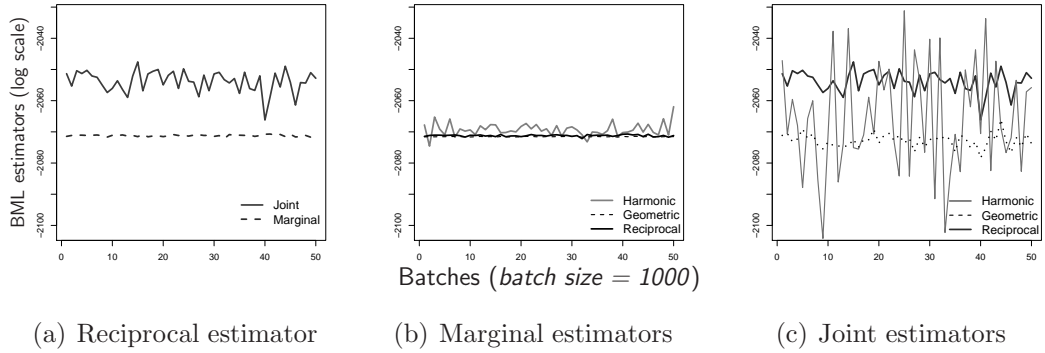 BML estimators (log scale)
−2040
−2060
−2080
−2100
Joint
Marginal
0 10 20 30 40 50
−2040
−2060
−2080
−2100
Harmonic
Geometric
Reciprocal
0 10 20 30 40 50
−2040
−2060
−2080
−2100
Harmonic
Geometric
Reciprocal
0 10 20 30 40 50
Batches (batch size = 1000)
(a) Reciprocal estimator
(b) Marginal estimators
(c) Joint estimators